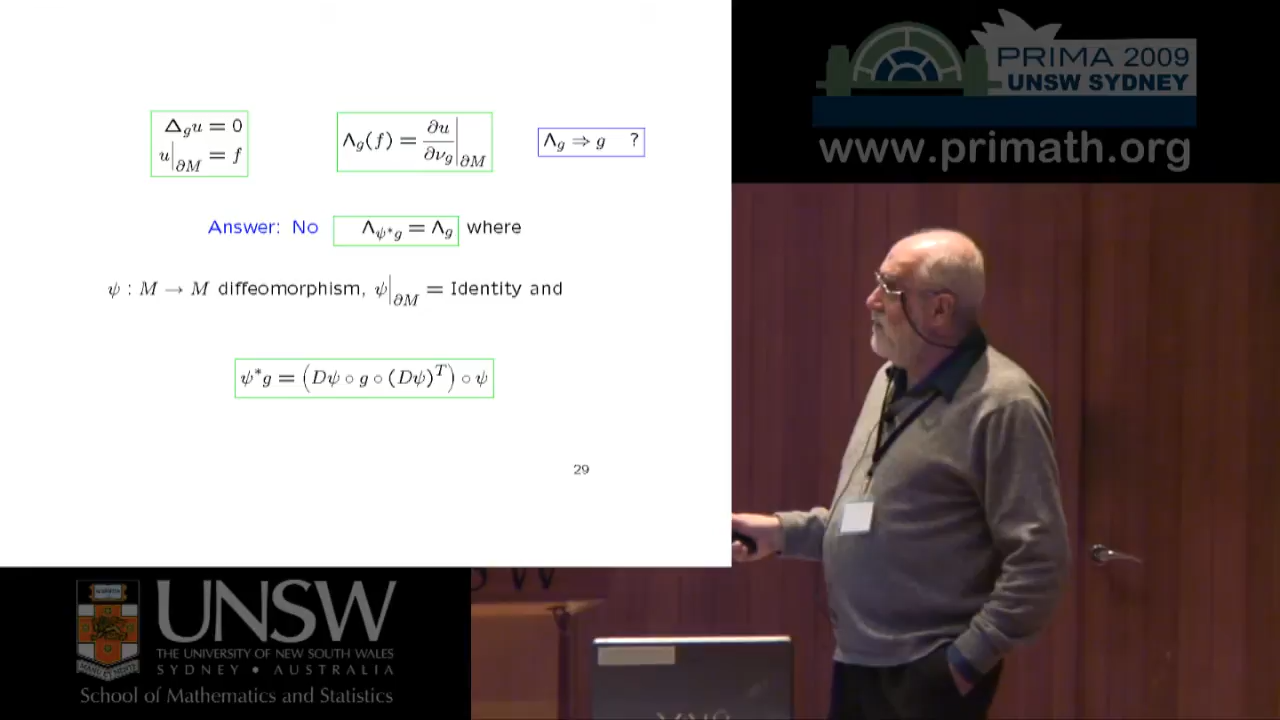 Δ_g u = 0
u|_∂M = f
Λ_g(f) = ∂u/∂ν_g|_∂M
Λ_g ⇒ g ?
Answer: No Λ_ψ*g = Λ_g where
ψ : M → M diffeomorphism, ψ|_∂M = Identity and
ψ*g = (Dψ ∘ g ∘ (Dψ)^T) ∘ ψ
29
PRIMA 2009
UNSW SYDNEY
www.primath.org
UNSW
THE UNIVERSITY OF NEW SOUTH WALES
SYDNEY • AUSTRALIA
School of Mathematics and Statistics